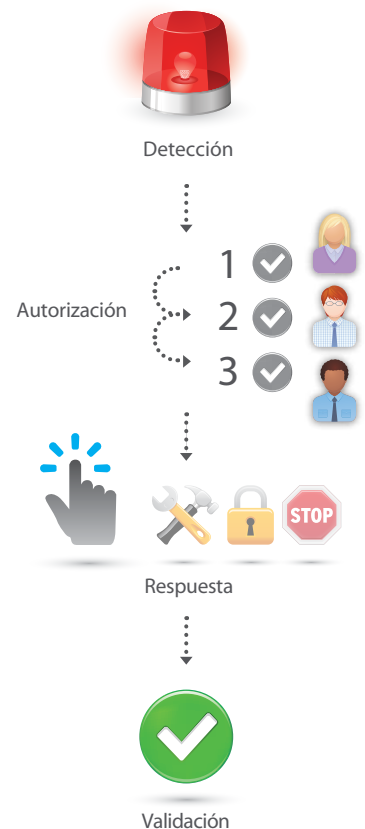 Detección
1
Autorización
2
3
STOP
Respuesta
Validación